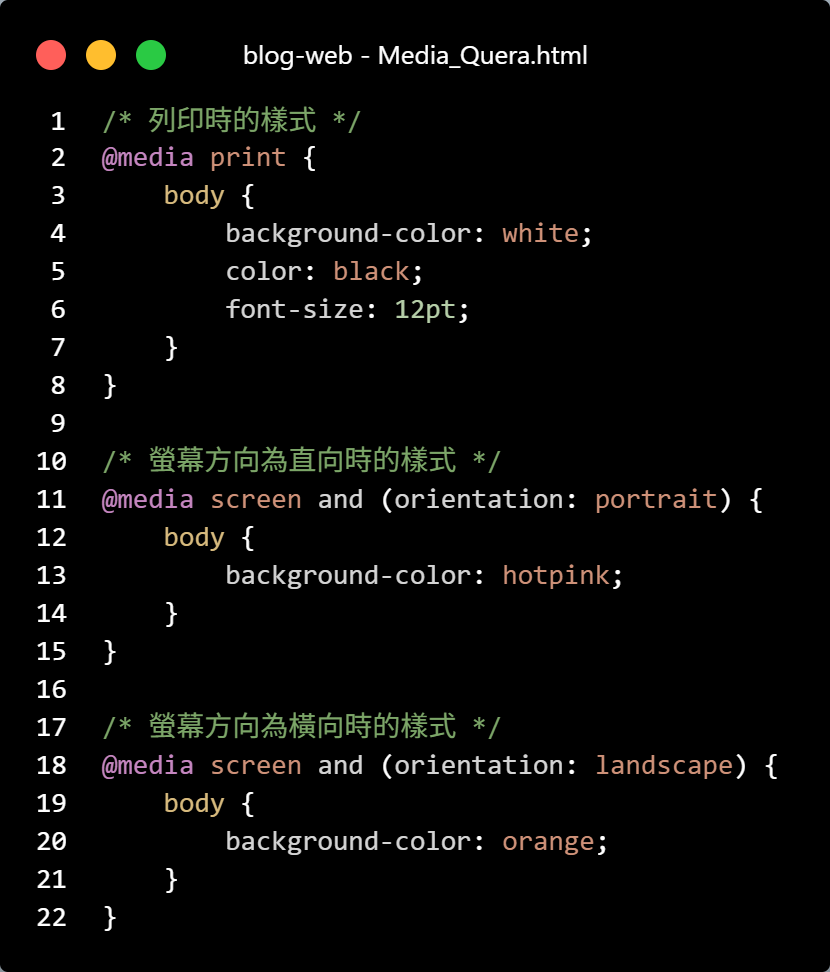 blog-web - Media_Quera.html
1 /* 列印時的樣式 */
2 @media print {
3     body {
4         background-color: white;
5         color: black;
6         font-size: 12pt;
7     }
8 }
9
10 /* 螢幕方向為直向時的樣式 */
11 @media screen and (orientation: portrait) {
12     body {
13         background-color: hotpink;
14     }
15 }
16
17 /* 螢幕方向為橫向時的樣式 */
18 @media screen and (orientation: landscape) {
19     body {
20         background-color: orange;
21     }
22 }